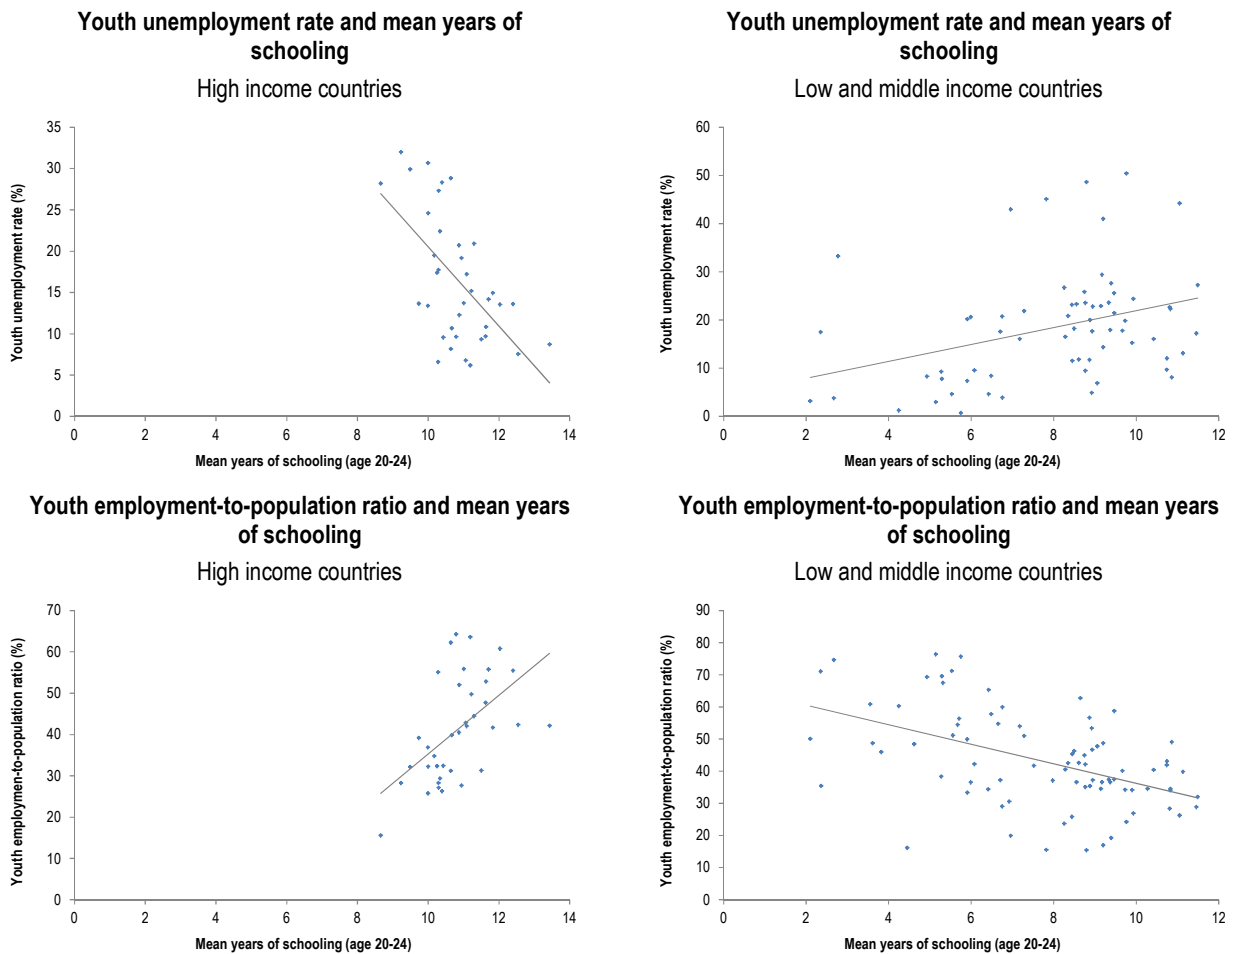 Youth unemployment rate and mean years of
schooling
High income countries
35
30
25
20
15
10
5
0
0 2 4 6 8 10 12 14
Youth unemployment rate (%)
Mean years of schooling (age 20-24)
Youth unemployment rate and mean years of
schooling
Low and middle income countries
60
50
40
30
20
10
0
0 2 4 6 8 10 12
Youth unemployment rate (%)
Mean years of schooling (age 20-24)
Youth employment-to-population ratio and mean years
of schooling
High income countries
70
60
50
40
30
20
10
0
0 2 4 6 8 10 12 14
Youth employment-to-population ratio (%)
Mean years of schooling (age 20-24)
Youth employment-to-population ratio and mean years
of schooling
Low and middle income countries
90
80
70
60
50
40
30
20
10
0
0 2 4 6 8 10 12
Youth employment-to-population ratio (%)
Mean years of schooling (age 20-24)